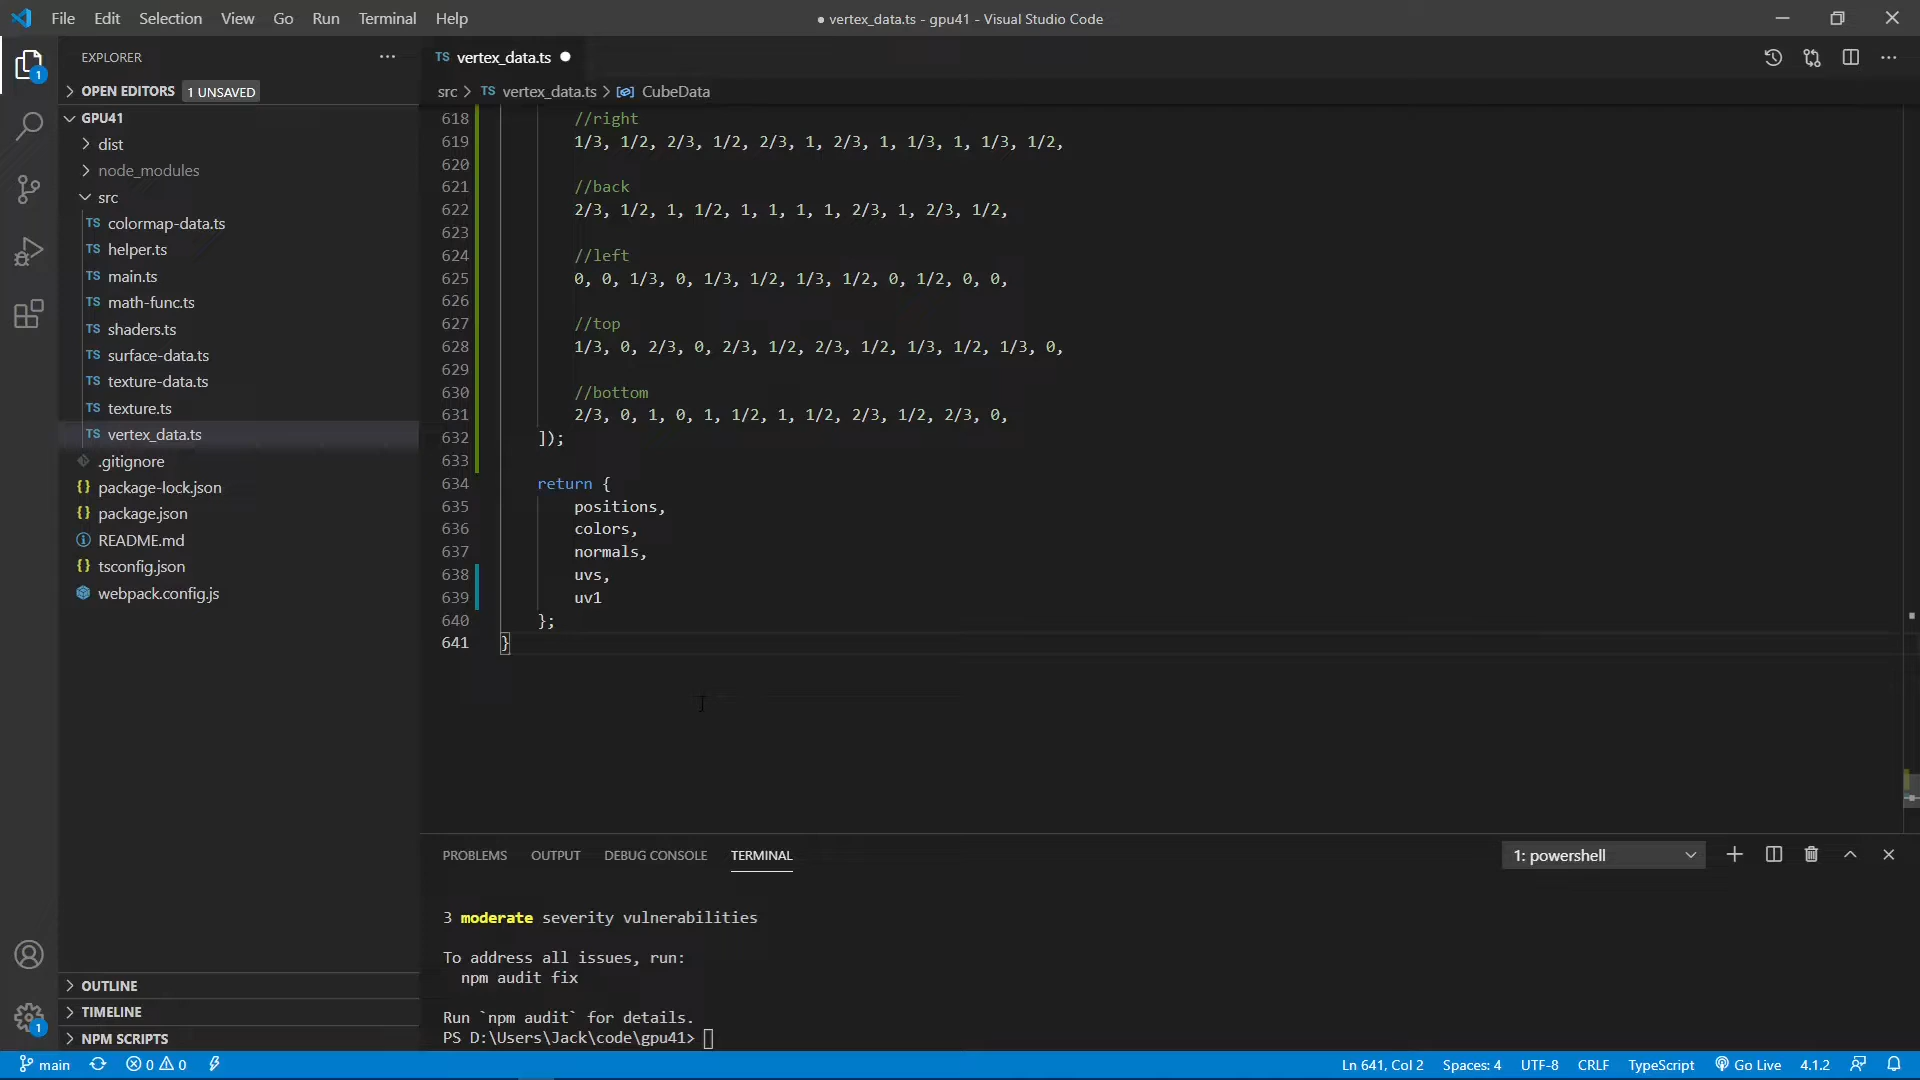 File Edit Selection View Go Run Terminal Help
● vertex_data.ts - gpu41 - Visual Studio Code
EXPLORER
OPEN EDITORS 1 UNSAVED
GPU41
dist
node_modules
src
TS colormap-data.ts
TS helper.ts
TS main.ts
TS math-func.ts
TS shaders.ts
TS surface-data.ts
TS texture-data.ts
TS texture.ts
TS vertex_data.ts
.gitignore
{} package-lock.json
{} package.json
README.md
{} tsconfig.json
webpack.config.js
OUTLINE
TIMELINE
NPM SCRIPTS
1
1
TS vertex_data.ts ●
src > TS vertex_data.ts > CubeData
618 //right
619 1/3, 1/2, 2/3, 1/2, 2/3, 1, 2/3, 1, 1/3, 1, 1/3, 1/2,
620
621 //back
622 2/3, 1/2, 1, 1/2, 1, 1, 1, 1, 2/3, 1, 2/3, 1/2,
623
624 //left
625 0, 0, 1/3, 0, 1/3, 1/2, 1/3, 1/2, 0, 1/2, 0, 0,
626
627 //top
628 1/3, 0, 2/3, 0, 2/3, 1/2, 2/3, 1/2, 1/3, 1/2, 1/3, 0,
629
630 //bottom
631 2/3, 0, 1, 0, 1, 1/2, 1, 1/2, 2/3, 1/2, 2/3, 0,
632 ]);
633
634 return {
635 positions,
636 colors,
637 normals,
638 uvs,
639 uv1
640 };
641 }
PROBLEMS OUTPUT DEBUG CONSOLE TERMINAL
1: powershell
3 moderate severity vulnerabilities
To address all issues, run:
npm audit fix
Run `npm audit` for details.
PS D:\Users\Jack\code\gpu41>
main 0 0
Ln 641, Col 2 Spaces: 4 UTF-8 CRLF TypeScript Go Live 4.1.2